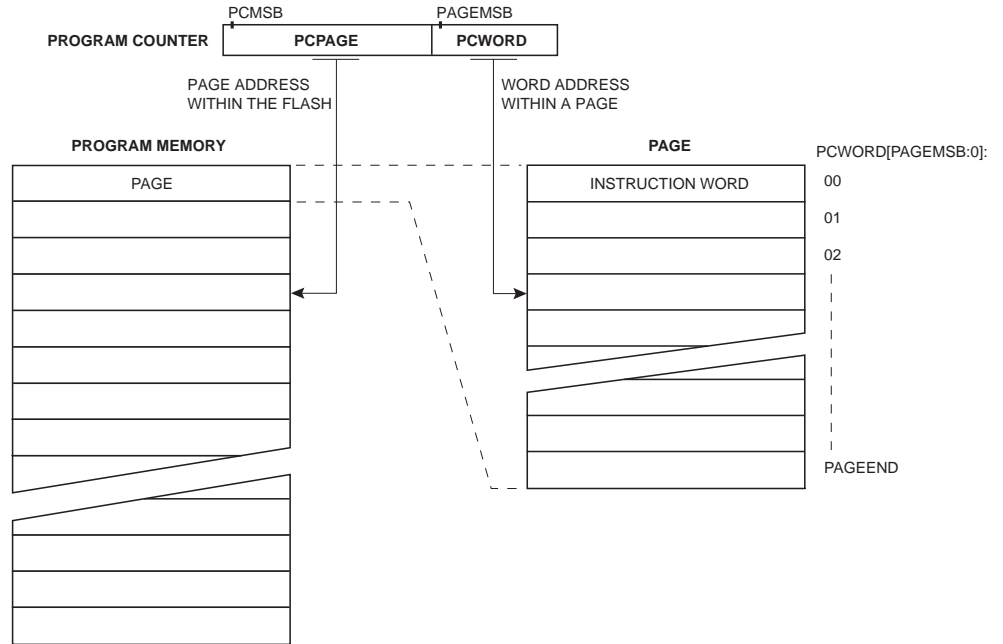 PCMSB
PAGEMSB
PROGRAM COUNTER
PCPAGE
PCWORD
PAGE ADDRESS
WITHIN THE FLASH
WORD ADDRESS
WITHIN A PAGE
PROGRAM MEMORY
PAGE
PCWORD[PAGEMSB:0]:
PAGE
INSTRUCTION WORD
00
01
02
PAGEEND